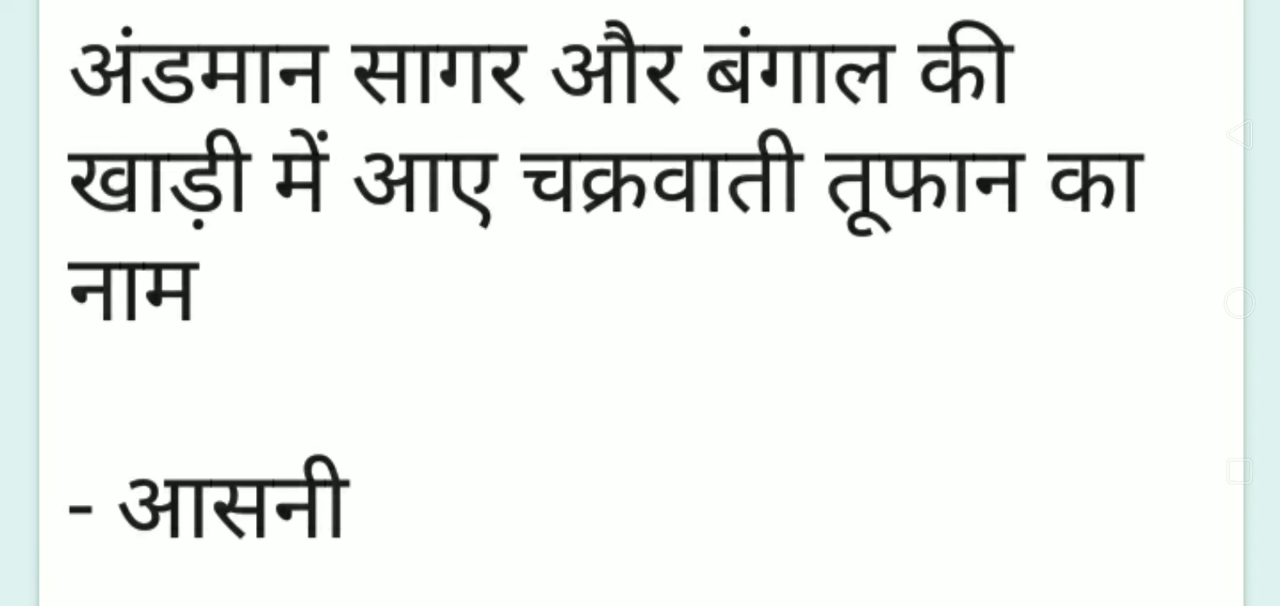 अंडमान सागर और बंगाल की
खाड़ी में आए चक्रवाती तूफान का
नाम
- आसनी